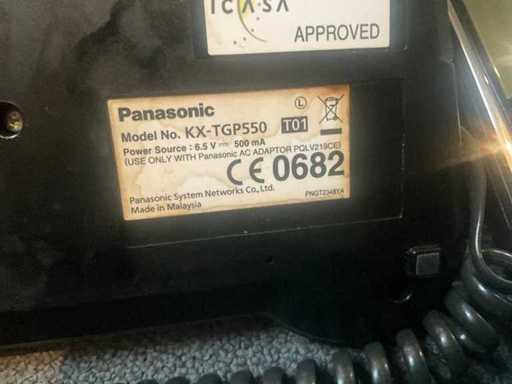 ICASA
APPROVED
Panasonic
Model No. KX-TGP550 T01
Power Source : 6.5 V 500 mA
(USE ONLY WITH Panasonic AC ADAPTOR PQLV219CE)
CE 0682
Panasonic System Networks Co., Ltd.
Made in Malaysia
PNGT2348YA